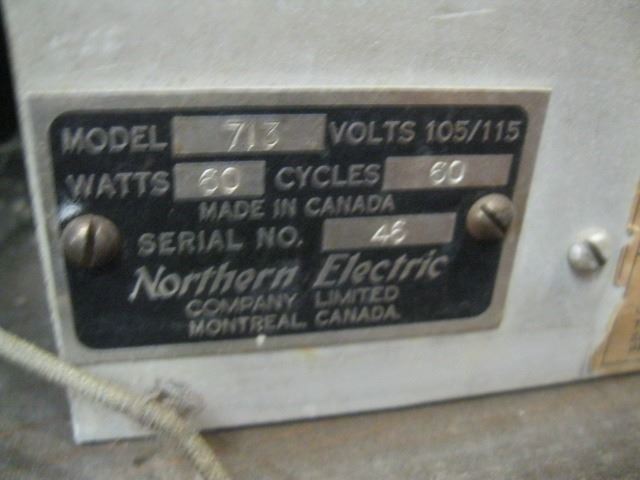 MODEL 713 VOLTS 105/115
WATTS 60 CYCLES 60
MADE IN CANADA
SERIAL NO. 46
Northern Electric
COMPANY LIMITED
MONTREAL, CANADA.